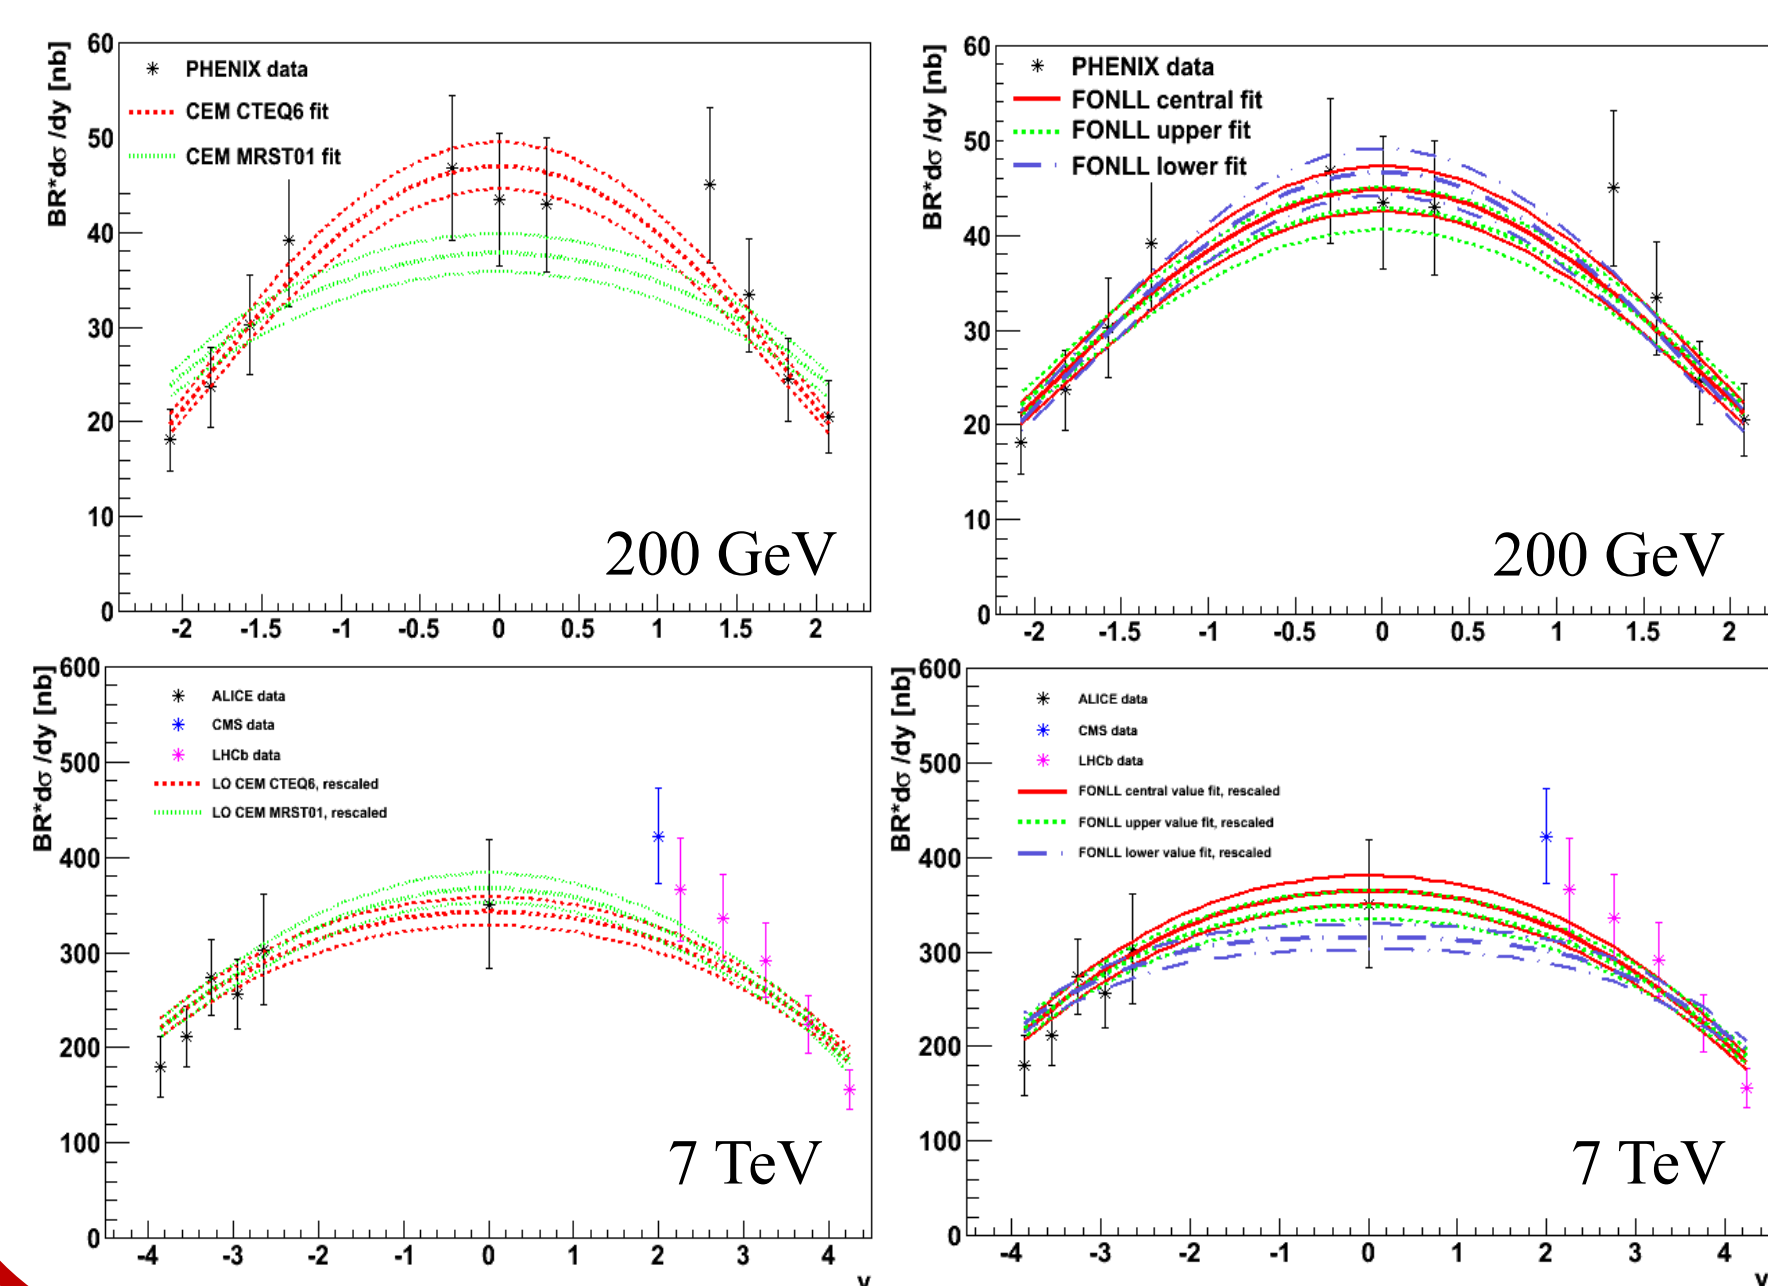 BR*dσ/dy [nb]
60
50
40
30
20
10
0
PHENIX data
CEM CTEQ6 fit
CEM MRST01 fit
200 GeV
-2 -1.5 -1 -0.5 0 0.5 1 1.5 2
BR*dσ/dy [nb]
60
50
40
30
20
10
0
PHENIX data
FONLL central fit
FONLL upper fit
FONLL lower fit
200 GeV
-2 -1.5 -1 -0.5 0 0.5 1 1.5 2
BR*dσ/dy [nb]
600
500
400
300
200
100
0
ALICE data
CMS data
LHCb data
LO CEM CTEQ6, rescaled
LO CEM MRST01, rescaled
7 TeV
-4 -3 -2 -1 0 1 2 3 4
y
BR*dσ/dy [nb]
600
500
400
300
200
100
0
ALICE data
CMS data
LHCb data
FONLL central value fit, rescaled
FONLL upper value fit, rescaled
FONLL lower value fit, rescaled
7 TeV
-4 -3 -2 -1 0 1 2 3 4
y